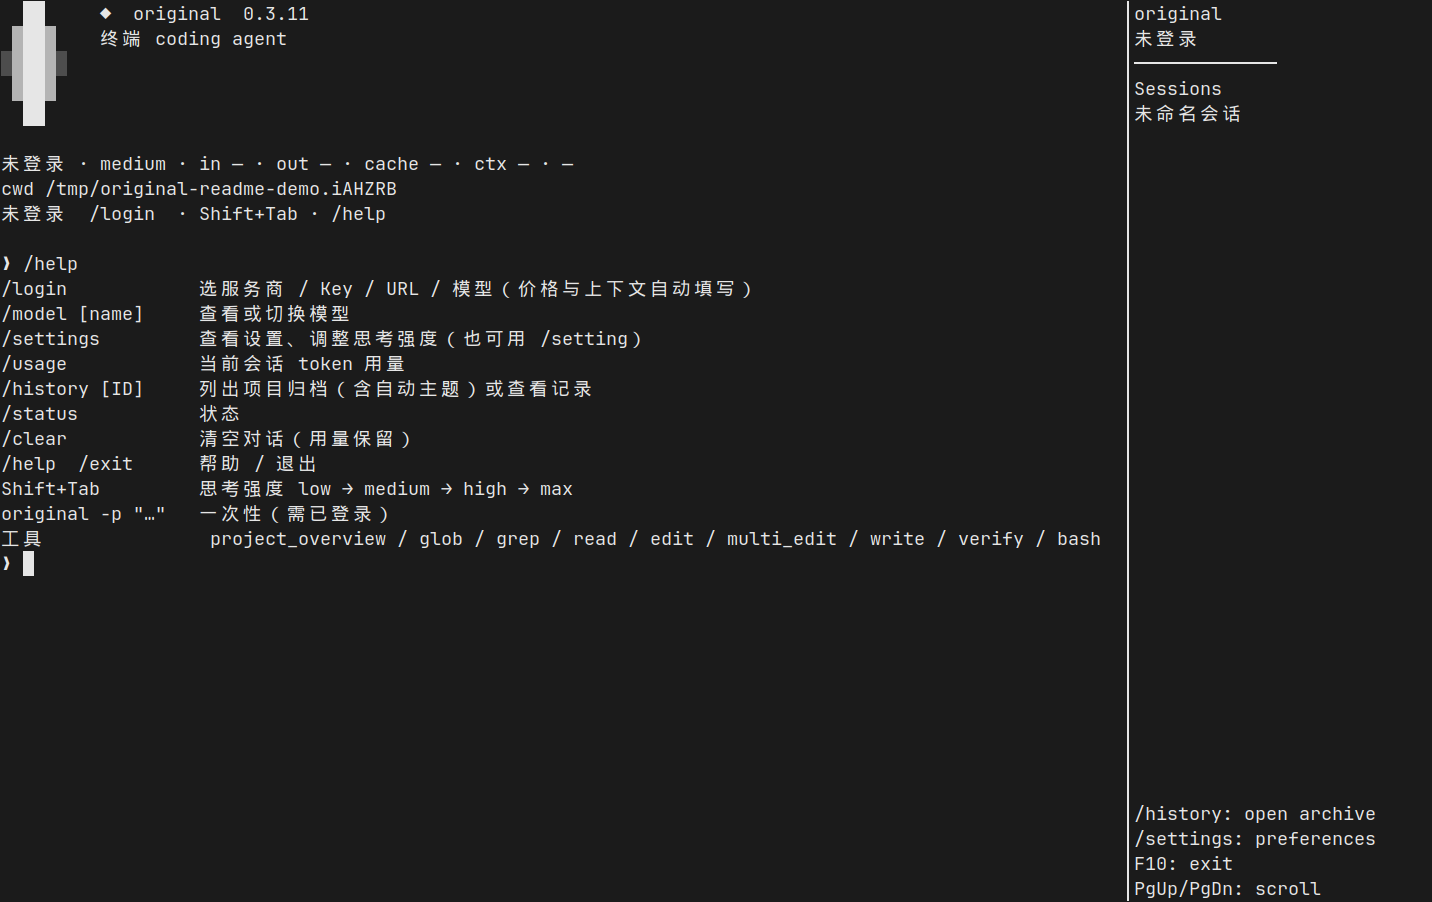 ◆ original 0.3.11
终端 coding agent
未登录 · medium · in — · out — · cache — · ctx — · —
cwd /tmp/original-readme-demo.iAHZRB
未登录 /login · Shift+Tab · /help
❯ /help
/login 选服务商 / Key / URL / 模型（价格与上下文自动填写）
/model [name] 查看或切换模型
/settings 查看设置、调整思考强度（也可用 /setting）
/usage 当前会话 token 用量
/history [ID] 列出项目归档（含自动主题）或查看记录
/status 状态
/clear 清空对话（用量保留）
/help /exit 帮助 / 退出
Shift+Tab 思考强度 low → medium → high → max
original -p "…" 一次性（需已登录）
工具 project_overview / glob / grep / read / edit / multi_edit / write / verify / bash
❯
original
未登录
Sessions
未命名会话
/history: open archive
/settings: preferences
F10: exit
PgUp/PgDn: scroll